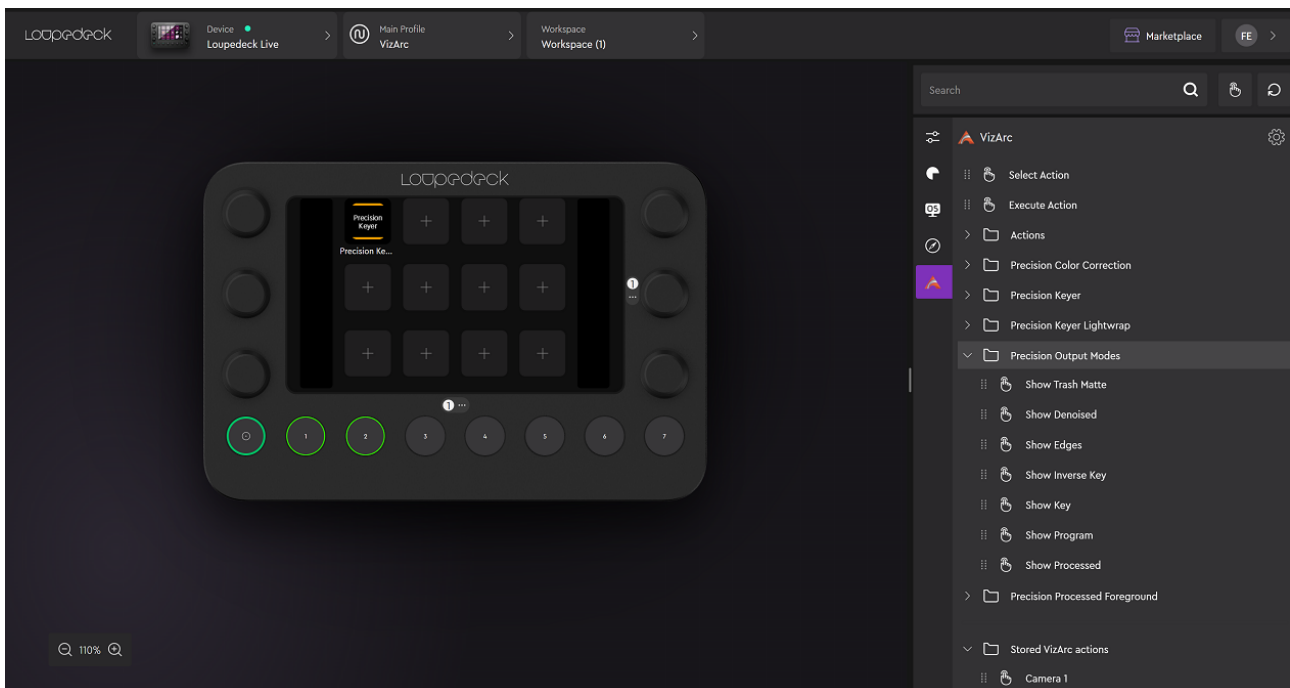 Loupedeck
Device
Loupedeck Live
Main Profile
VizArc
Workspace
Workspace (1)
Marketplace
FE
Search
VizArc
Select Action
Execute Action
Actions
Precision Color Correction
Precision Keyer
Precision Keyer Lightwrap
Precision Output Modes
Show Trash Matte
Show Denoised
Show Edges
Show Inverse Key
Show Key
Show Program
Show Processed
Precision Processed Foreground
Stored VizArc actions
Camera 1
OS
Loupedeck
Precision
Keyer
Precision Ke...
1
...
1 ...
1 2 3 4 5 6 7
110%